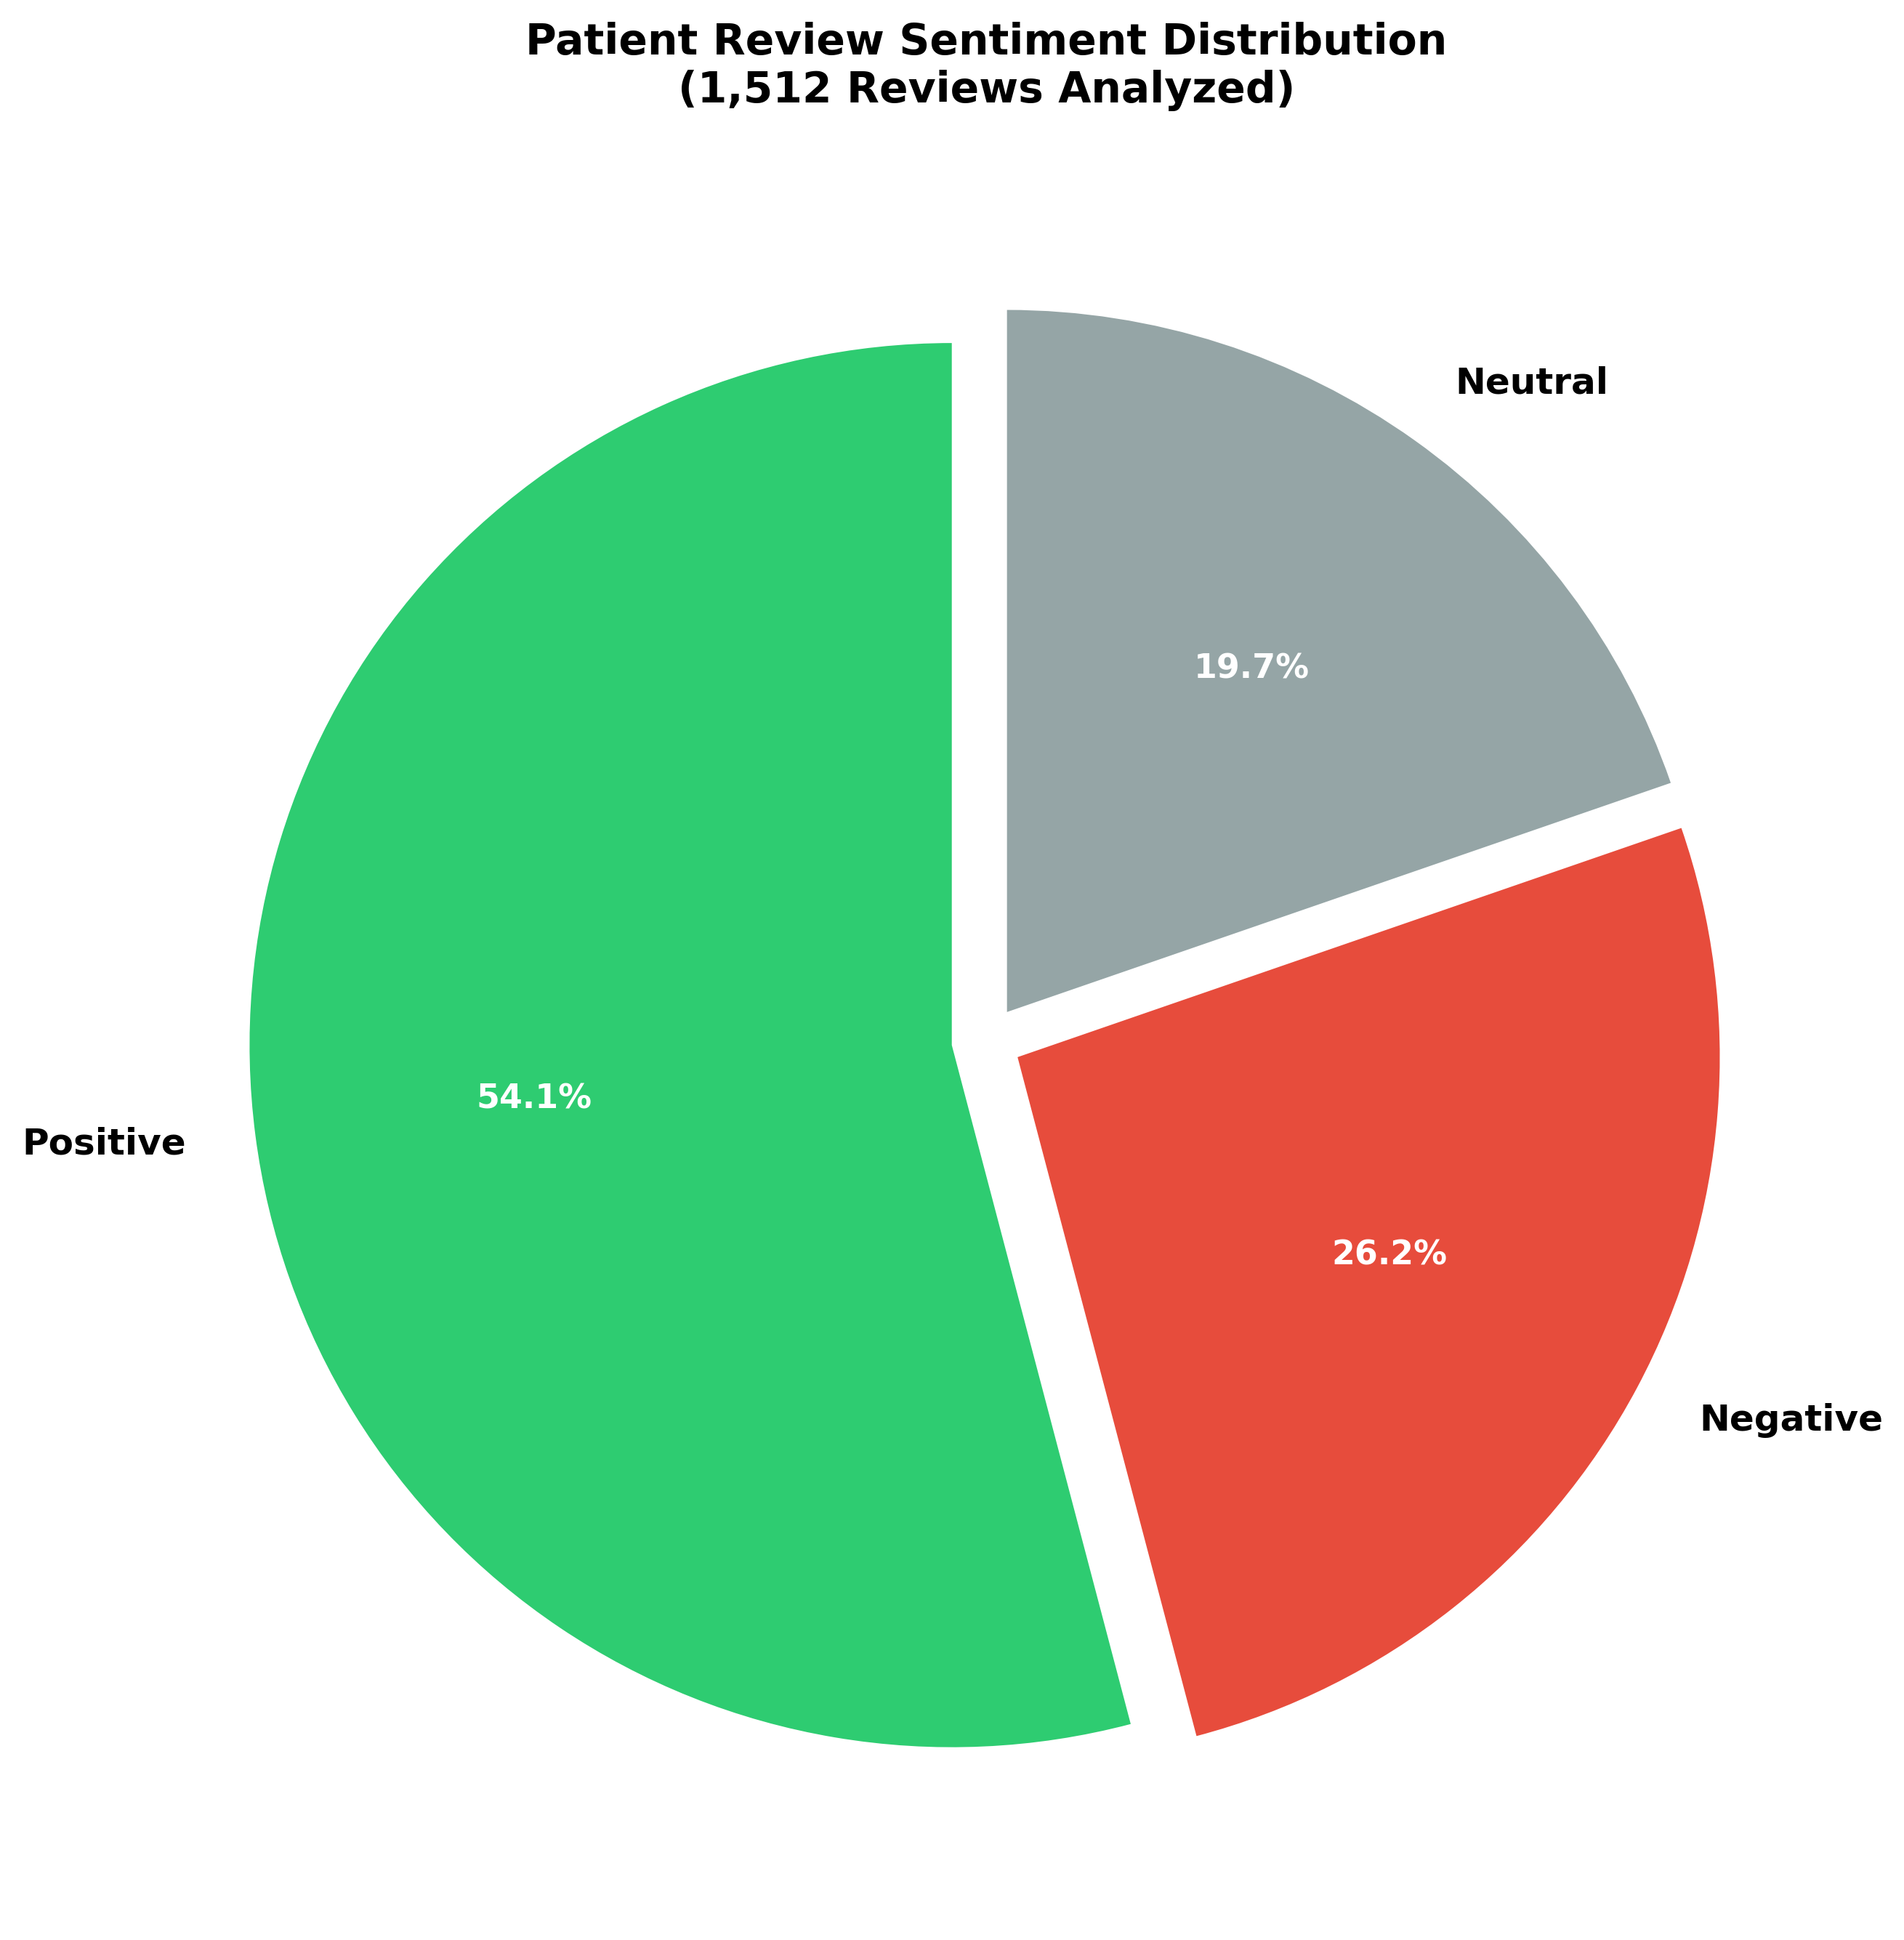 Patient Review Sentiment Distribution
(1,512 Reviews Analyzed)
Neutral
19.7%
54.1%
Positive
26.2%
Negative